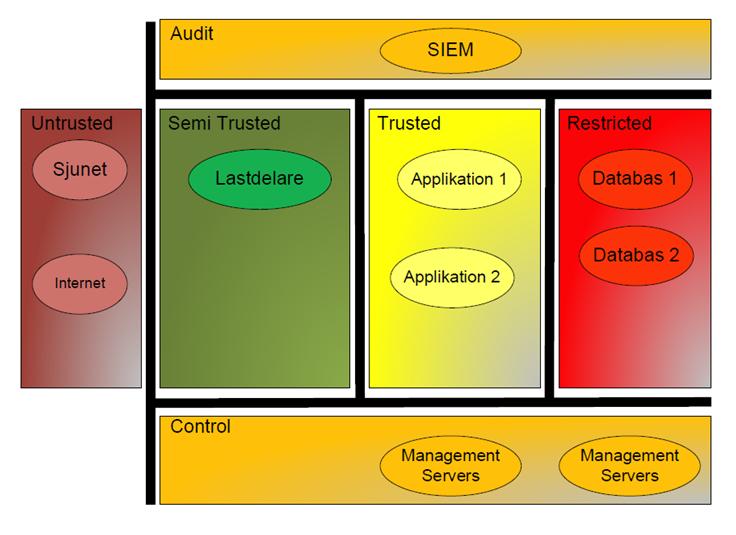 Audit
SIEM
Untrusted
Sjunet
Internet
Semi Trusted
Lastdelare
Trusted
Applikation 1
Applikation 2
Restricted
Databas 1
Databas 2
Control
Management
Servers
Management
Servers